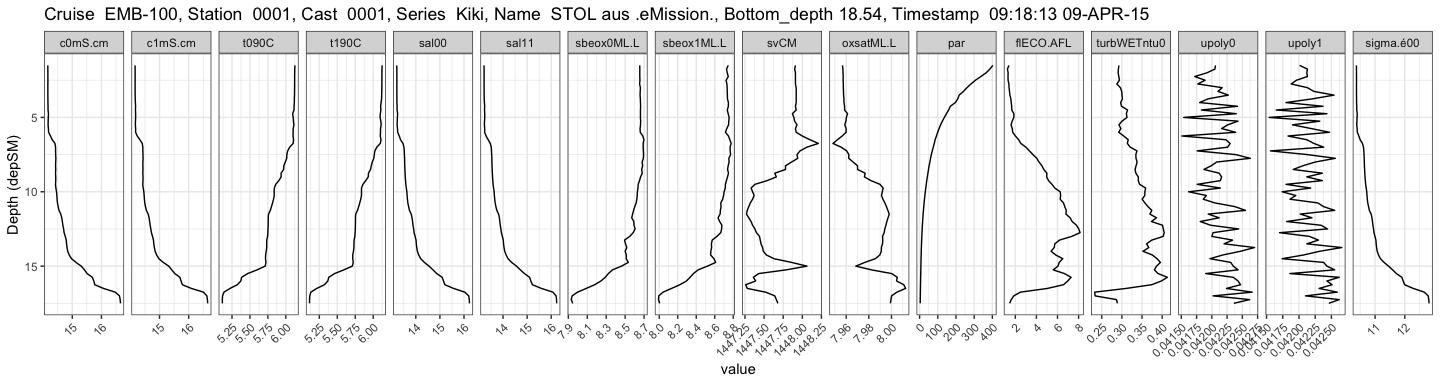 Cruise  EMB-100, Station  0001, Cast  0001, Series  Kiki, Name  STOL aus .eMission., Bottom_depth 18.54, Timestamp  09:18:13 09-APR-15
c0mS.cm c1mS.cm t090C t190C sal00 sal11 sbeox0ML.L sbeox1ML.L svCM oxsatML.L par flECO.AFL turbWETntu0 upoly0 upoly1 sigma.é00
Depth (depSM)
5
10
15
15 16 15 16 5.25 5.50 5.75 6.00 5.25 5.50 5.75 6.00 14 15 16 14 15 16 7.9 8.1 8.3 8.5 8.7 8.0 8.2 8.4 8.6 8.8 1447.25 1447.50 1447.75 1448.00 1448.25 7.96 7.98 8.00 0 100 200 300 400 2 4 6 8 0.25 0.30 0.35 0.40 0.04150 0.04175 0.04200 0.04225 0.04250 0.04275 0.04150 0.04175 0.04200 0.04225 0.04250 11 12
value